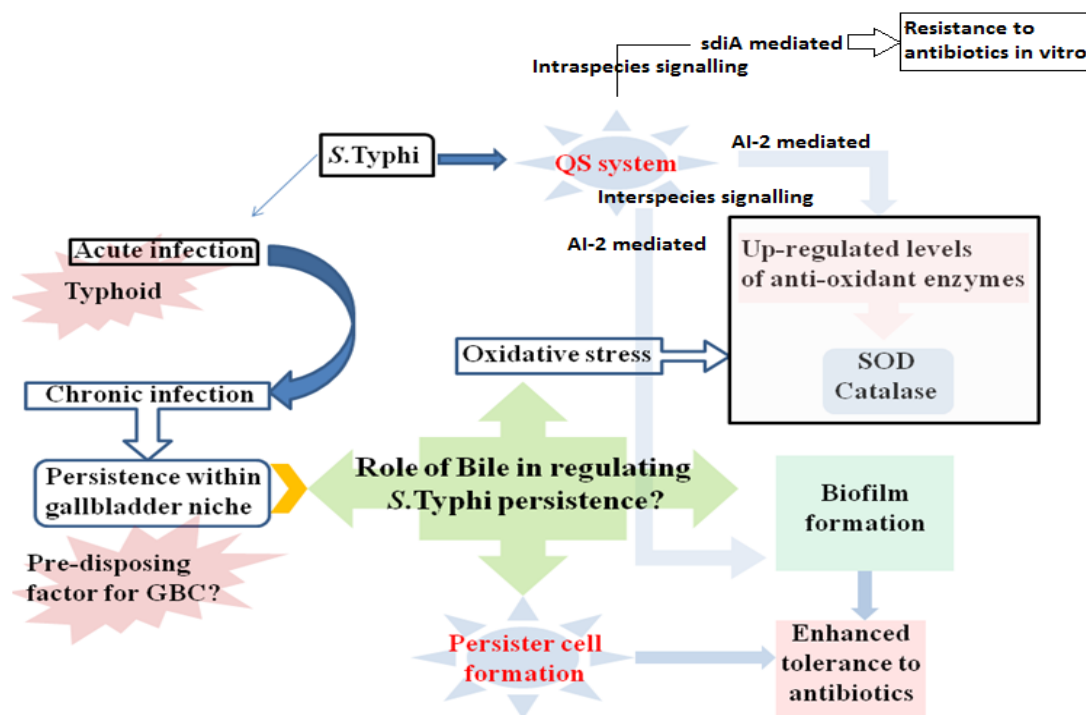 sdiA mediated
Resistance to
antibiotics in vitro
Intraspecies signalling
S.Typhi
QS system
AI-2 mediated
Interspecies signalling
AI-2 mediated
Acute infection
Typhoid
Up-regulated levels
of anti-oxidant enzymes
Oxidative stress
SOD
Catalase
Chronic infection
Persistence within
gallbladder niche
Role of Bile in regulating
S.Typhi persistence?
Biofilm
formation
Pre-disposing
factor for GBC?
Persister cell
formation
Enhanced
tolerance to
antibiotics